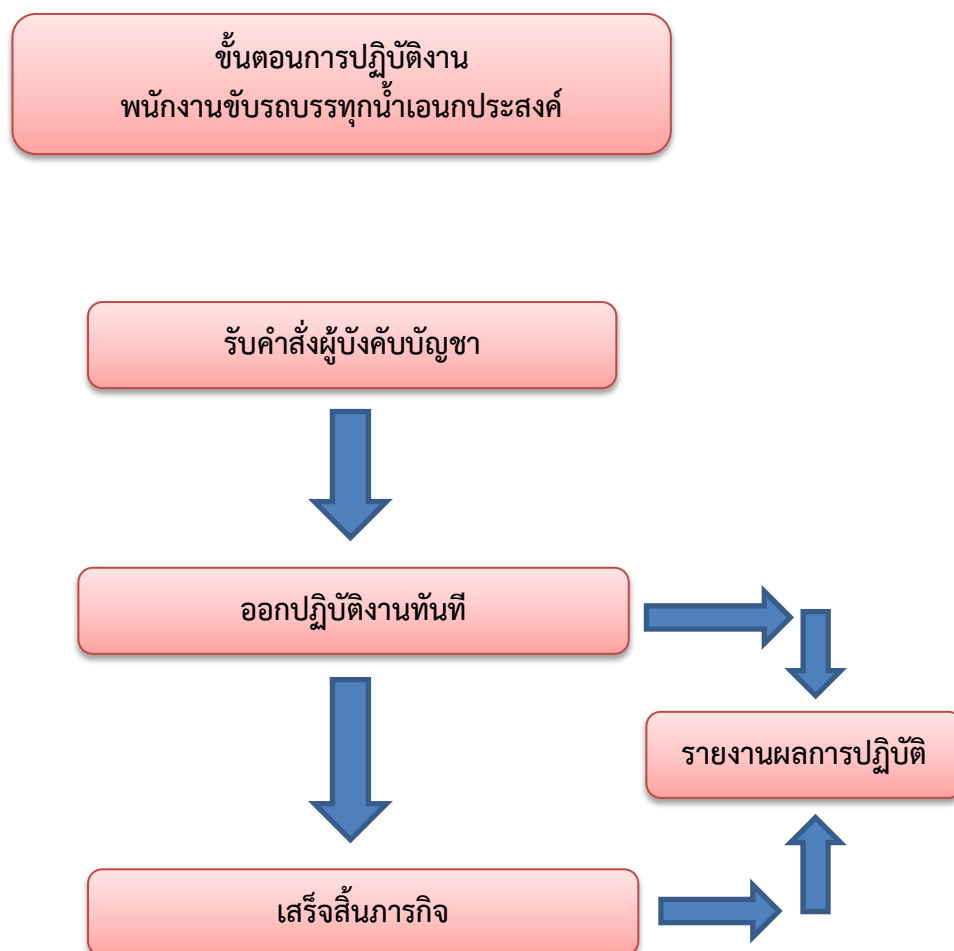 ขั้นตอนการปฏิบัติงาน
พนักงานขับรถบรรทุกน้ำเอนกประสงค์
รับคำสั่งผู้บังคับบัญชา
ออกปฏิบัติงานทันที
รายงานผลการปฏิบัติ
เสร็จสิ้นภารกิจ